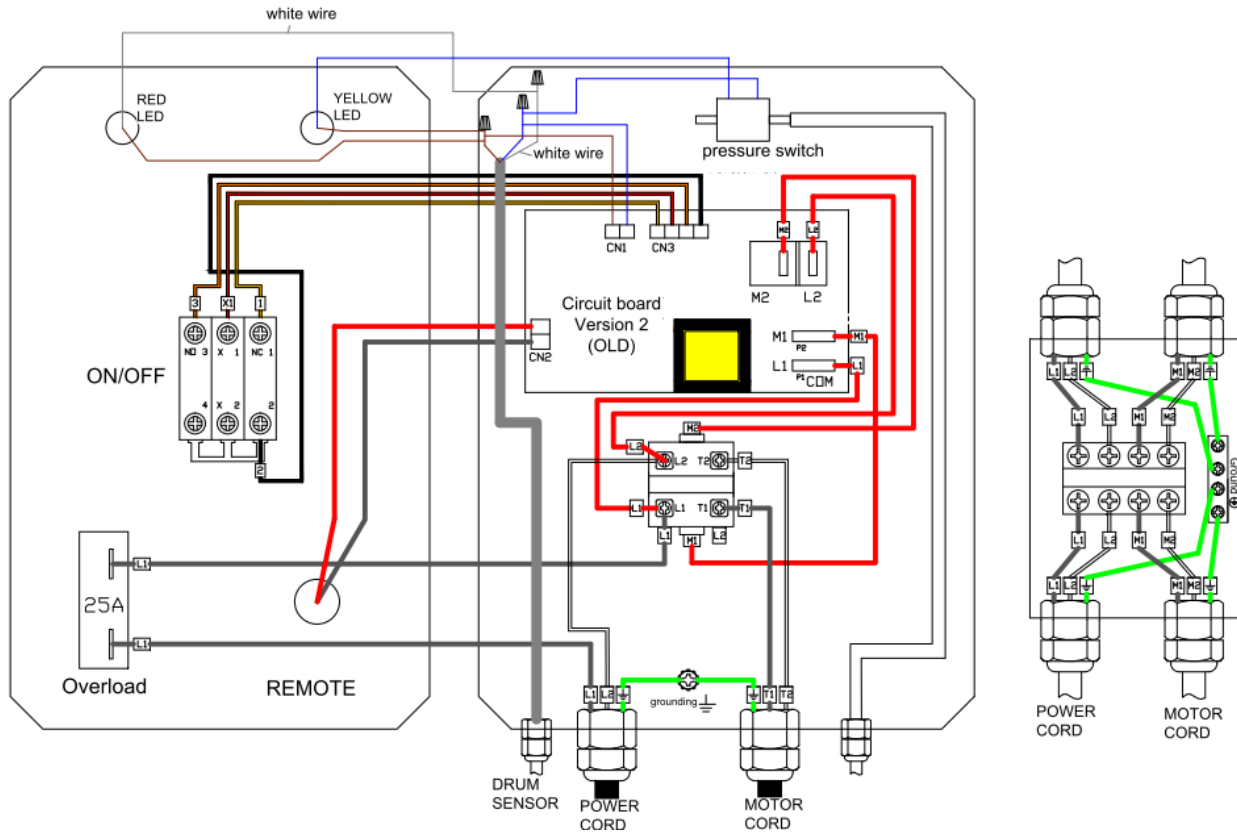 white wire
RED
LED
YELLOW
LED
white wire
pressure switch
CN1
CN3
M2
L2
M2
L2
Circuit board
Version 2
(OLD)
CN2
M1
P2
M1
L1
P1
COM
L1
3
X1
1
NO 3
X 1
NC 1
ON/OFF
4
X 2
2
2
M2
L2
L2
T2
T2
L1
L1
T1
T1
L1
M1
L2
L1
25A
L1
Overload
REMOTE
L1
L2
grounding
T1
T2
DRUM
SENSOR
POWER
CORD
MOTOR
CORD
L1
L2
M1
M2
L1
L2
M1
M2
Ground
L1
L2
M1
M2
L1
L2
M1
M2
POWER
CORD
MOTOR
CORD